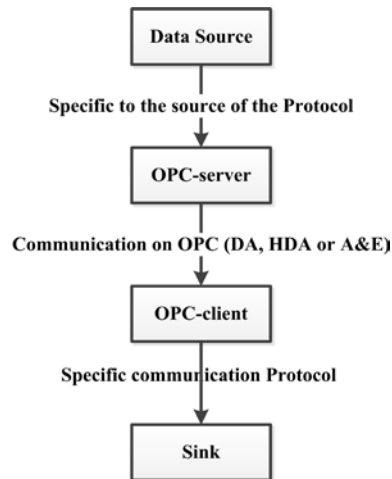 Data Source
Specific to the source of the Protocol
OPC-server
Communication on OPC (DA, HDA or A&E)
OPC-client
Specific communication Protocol
Sink